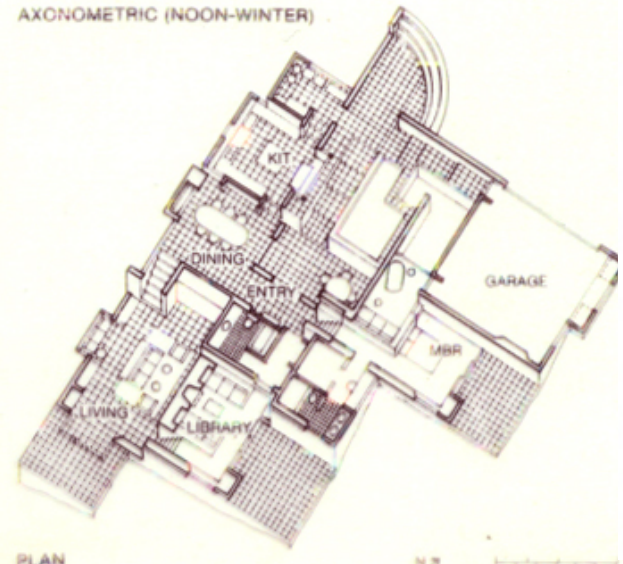 AXONOMETRIC (NOON-WINTER)
KIT
DINING
ENTRY
GARAGE
MBR
LIVING
LIBRARY
PLAN